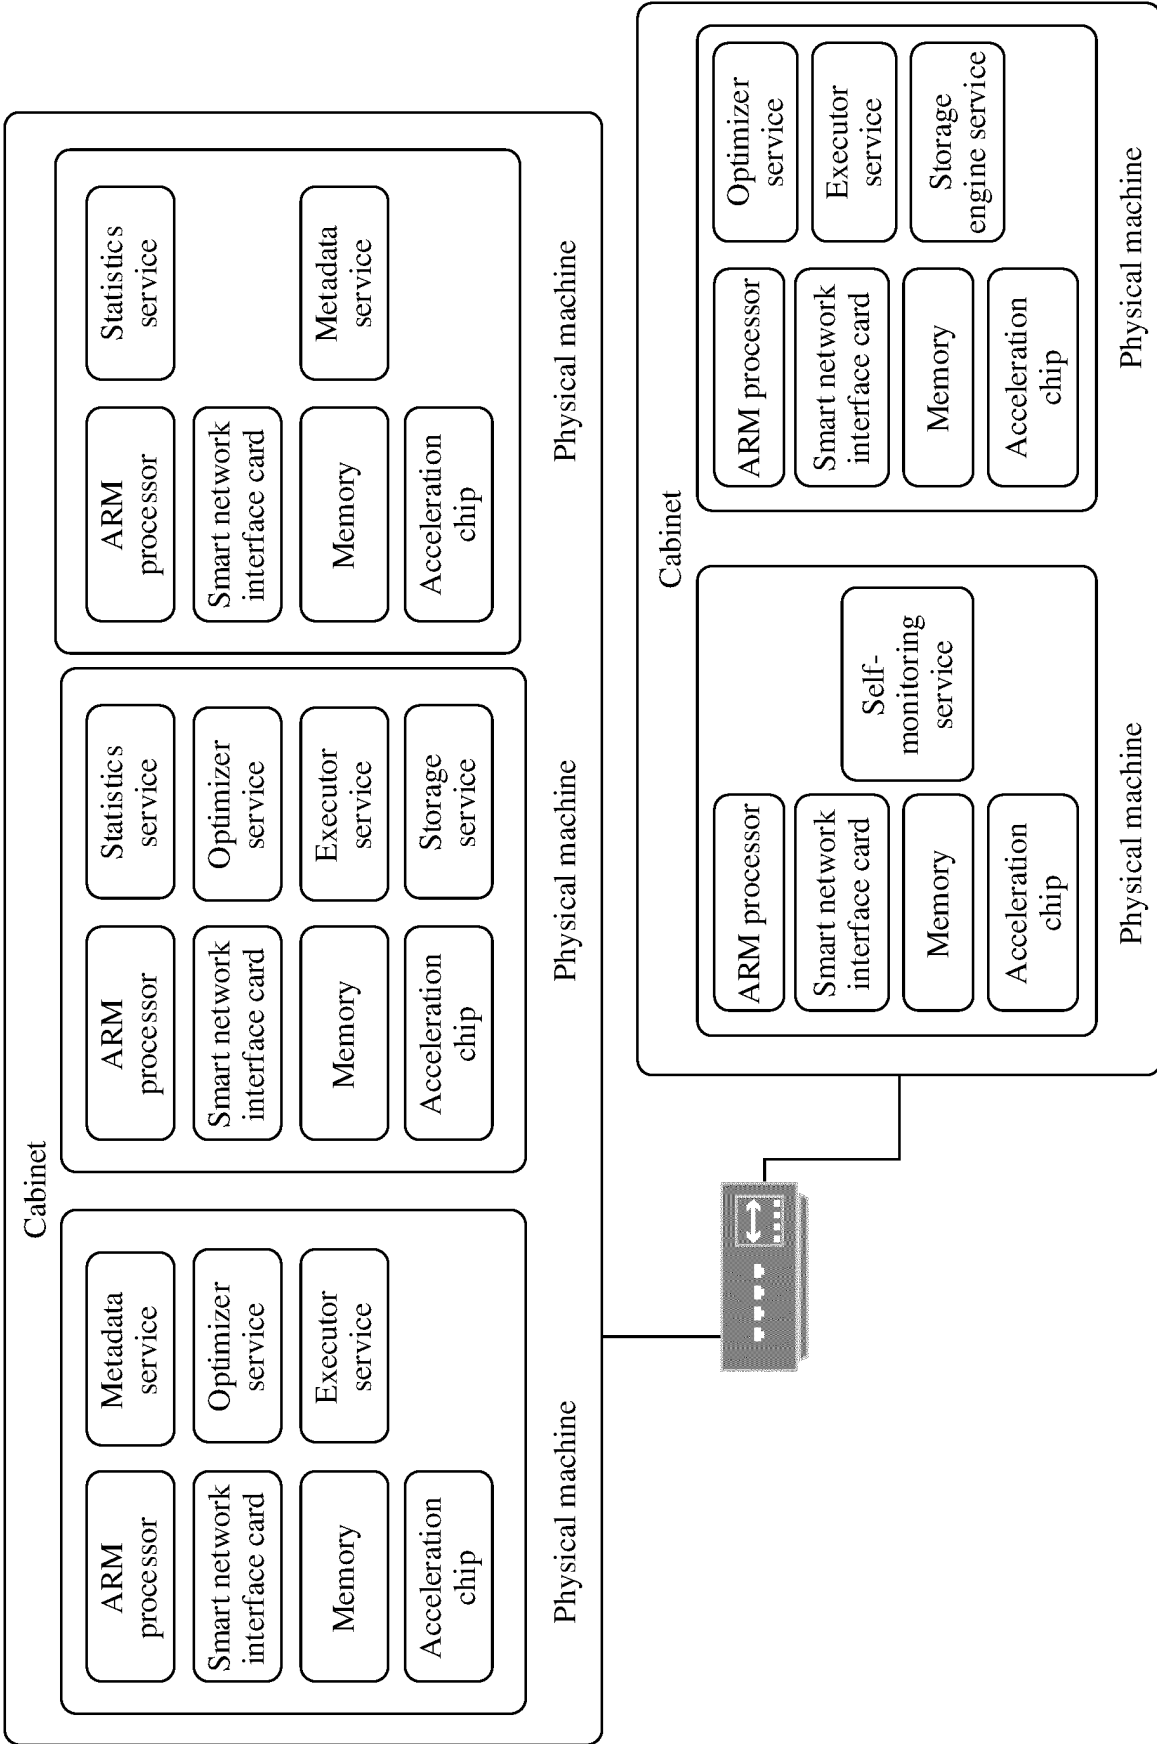 Cabinet
ARM
processor
Smart network
interface card
Memory
Acceleration
chip
Metadata
service
Optimizer
service
Executor
service
Physical machine
ARM
processor
Smart network
interface card
Memory
Acceleration
chip
Statistics
service
Optimizer
service
Executor
service
Storage
service
Physical machine
ARM
processor
Smart network
interface card
Memory
Acceleration
chip
Statistics
service
Metadata
service
Physical machine
Cabinet
ARM processor
Smart network
interface card
Memory
Acceleration
chip
Self-
monitoring
service
Physical machine
ARM processor
Smart network
interface card
Memory
Acceleration
chip
Optimizer
service
Executor
service
Storage
engine service
Physical machine